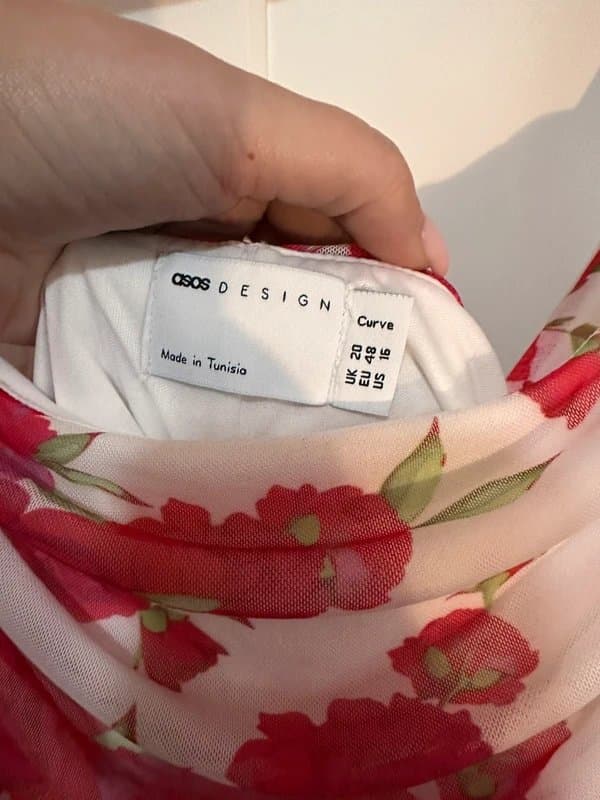 asos DESIGN
Made in Tunisia
Curve
UK 20
EU 48
US 16